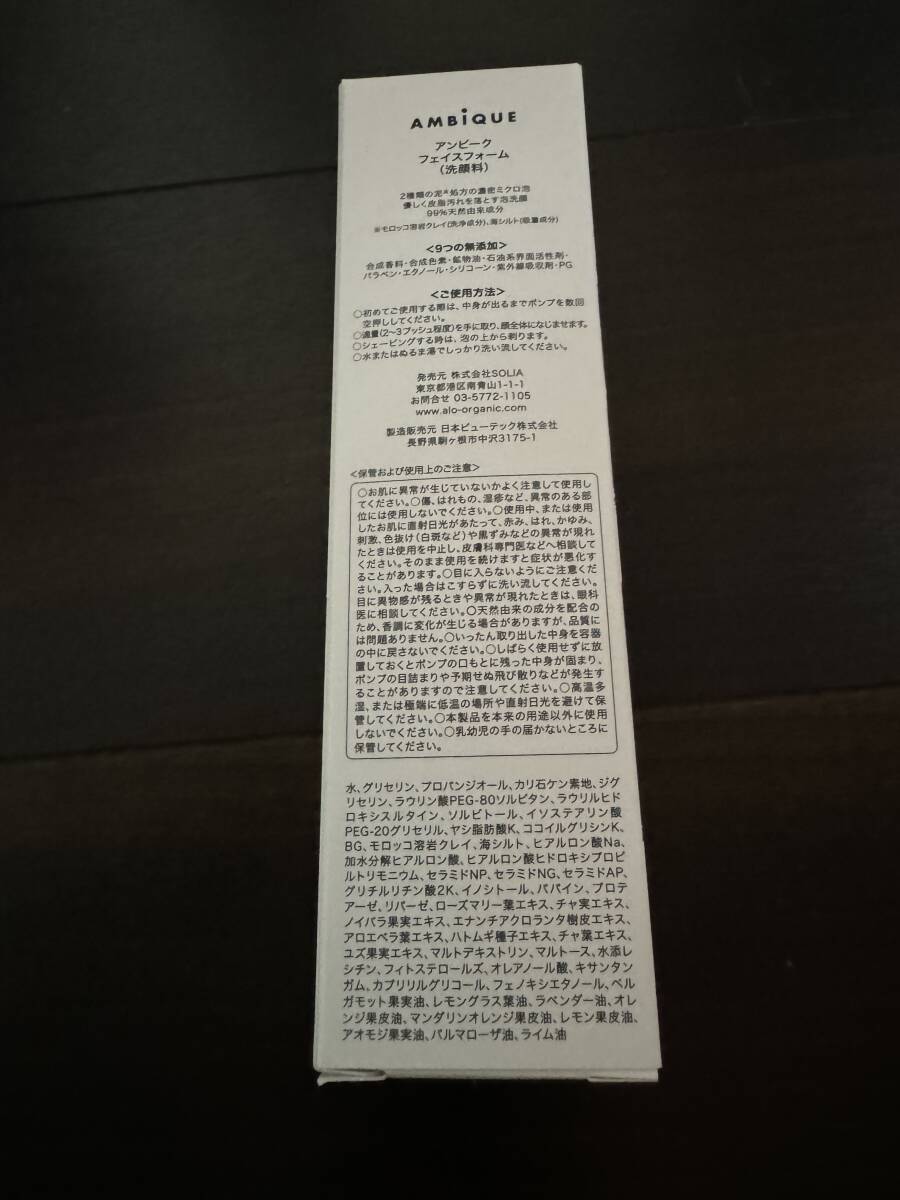 AMBiQUE
アンビーク
フェイスフォーム
(洗顔料)
2種類の泥※処方の濃密ミクロ泡
優しく皮脂汚れを落とす泡洗顔
99%天然由来成分
※モロッコ溶岩クレイ(洗浄成分)、海シルト(吸着成分)
<9つの無添加>
合成香料・合成色素・鉱物油・石油系界面活性剤・
パラベン・エタノール・シリコーン・紫外線吸収剤・PG
<ご使用方法>
○初めてご使用する際は、中身が出るまでポンプを数回
空押ししてください。
○適量(2~3プッシュ程度)を手に取り、顔全体になじませます。
○シェービングする時は、泡の上から剃ります。
○水またはぬるま湯でしっかり洗い流してください。
発売元 株式会社SOLIA
東京都港区南青山1-1-1
お問合せ 03-5772-1105
www.alo-organic.com
製造販売元 日本ビューテック株式会社
長野県駒ヶ根市中沢3175-1
<保管および使用上のご注意>
○お肌に異常が生じていないかよく注意して使用し
てください。○傷、はれもの、湿疹など、異常のある部
位には使用しないでください。○使用中、または使用
したお肌に直射日光があたって、赤み、はれ、かゆみ、
刺激、色抜け(白斑など)や黒ずみなどの異常が現れ
たときは使用を中止し、皮膚科専門医などへ相談して
ください。そのまま使用を続けますと症状が悪化す
ることがあります。○目に入らないようにご注意くだ
さい。入った場合はこすらずに洗い流してください。
目に異物感が残るときや異常が現れたときは、眼科
医に相談してください。○天然由来の成分を配合の
ため、香調に変化が生じる場合がありますが、品質に
は問題ありません。○いったん取り出した中身を容器
の中に戻さないでください。○しばらく使用せずに放
置しておくとポンプの口もとに残った中身が固まり、
ポンプの目詰まりや予期せぬ飛び散りなどが発生す
ることがありますので注意してください。○高温多
湿、または極端に低温の場所や直射日光を避けて保
管してください。○本製品を本来の用途以外に使用
しないでください。○乳幼児の手の届かないところに
保管してください。
水、グリセリン、プロパンジオール、カリ石ケン素地、ジグ
リセリン、ラウリン酸PEG-80ソルビタン、ラウリルヒド
ロキシスルタイン、ソルビトール、イソステアリン酸
PEG-20グリセリル、ヤシ脂肪酸K、ココイルグリシンK、
BG、モロッコ溶岩クレイ、海シルト、ヒアルロン酸Na、
加水分解ヒアルロン酸、ヒアルロン酸ヒドロキシプロピ
ルトリモニウム、セラミドNP、セラミドNG、セラミドAP、
グリチルリチン酸2K、イノシトール、パパイン、プロテ
アーゼ、リパーゼ、ローズマリー葉エキス、チャ実エキス、
ノイバラ果実エキス、エナンチアクロランタ樹皮エキス、
アロエベラ葉エキス、ハトムギ種子エキス、チャ葉エキス、
ユズ果実エキス、マルトデキストリン、マルトース、水添レ
シチン、フィトステロールズ、オレアノール酸、キサンタン
ガム、カプリリルグリコール、フェノキシエタノール、ベル
ガモット果実油、レモングラス葉油、ラベンダー油、オレ
ンジ果皮油、マンダリンオレンジ果皮油、レモン果皮油、
アオモジ果実油、パルマローザ油、ライム油